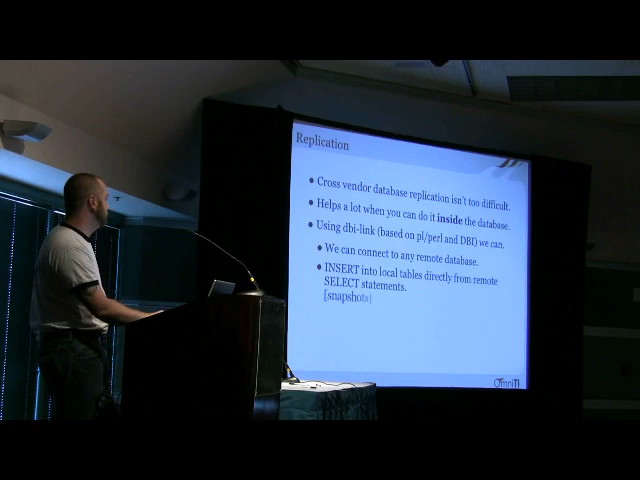 Replication
• Cross vendor database replication isn't too difficult.
• Helps a lot when you can do it inside the database.
• Using dbi-link (based on pl/perl and DBI) we can.
• We can connect to any remote database.
• INSERT into local tables directly from remote
SELECT statements.
[snapshots]
OmniTI